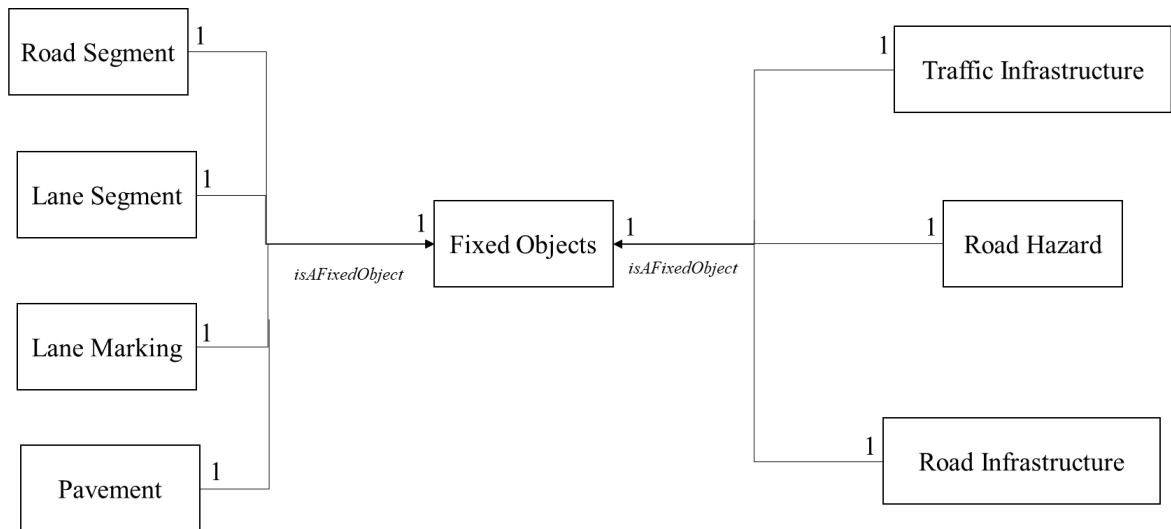 Road Segment
1
Lane Segment
1
Lane Marking
1
Pavement
1
1
Fixed Objects
1
isAFixedObject
isAFixedObject
1
Traffic Infrastructure
1
Road Hazard
1
Road Infrastructure